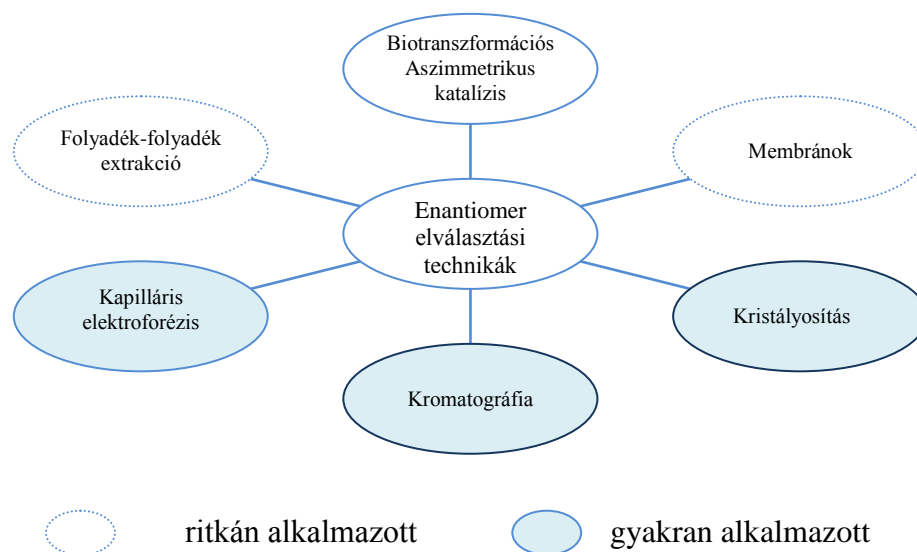 Biotranszformációs
Aszimmetrikus
katalízis
Folyadék-folyadék
extrakció
Membránok
Enantiomer
elválasztási
technikák
Kapilláris
elektroforézis
Kristályosítás
Kromatográfia
ritkán alkalmazott
gyakran alkalmazott